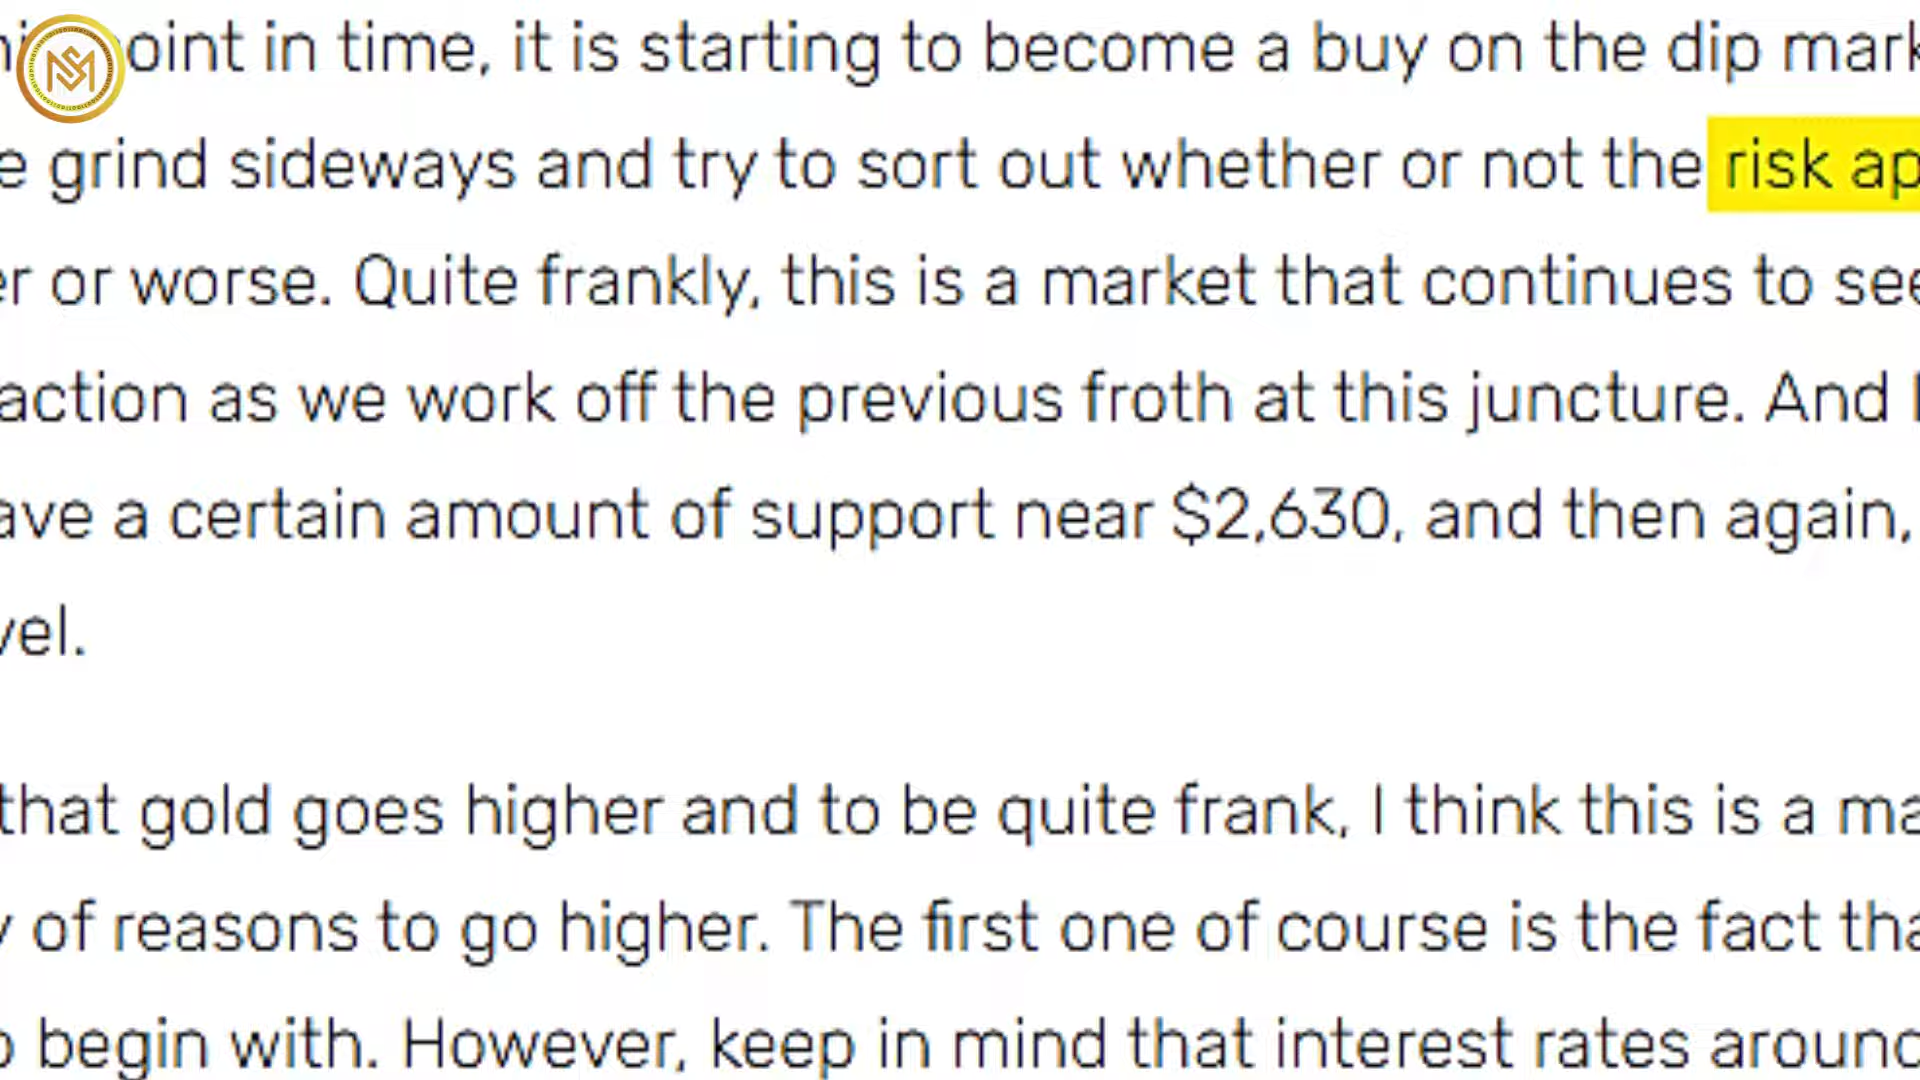 oint in time, it is starting to become a buy on the dip mark
e grind sideways and try to sort out whether or not the risk ap
er or worse. Quite frankly, this is a market that continues to see
action as we work off the previous froth at this juncture. And
ave a certain amount of support near $2,630, and then again,
vel.
that gold goes higher and to be quite frank, I think this is a ma
y of reasons to go higher. The first one of course is the fact tha
o begin with. However, keep in mind that interest rates around